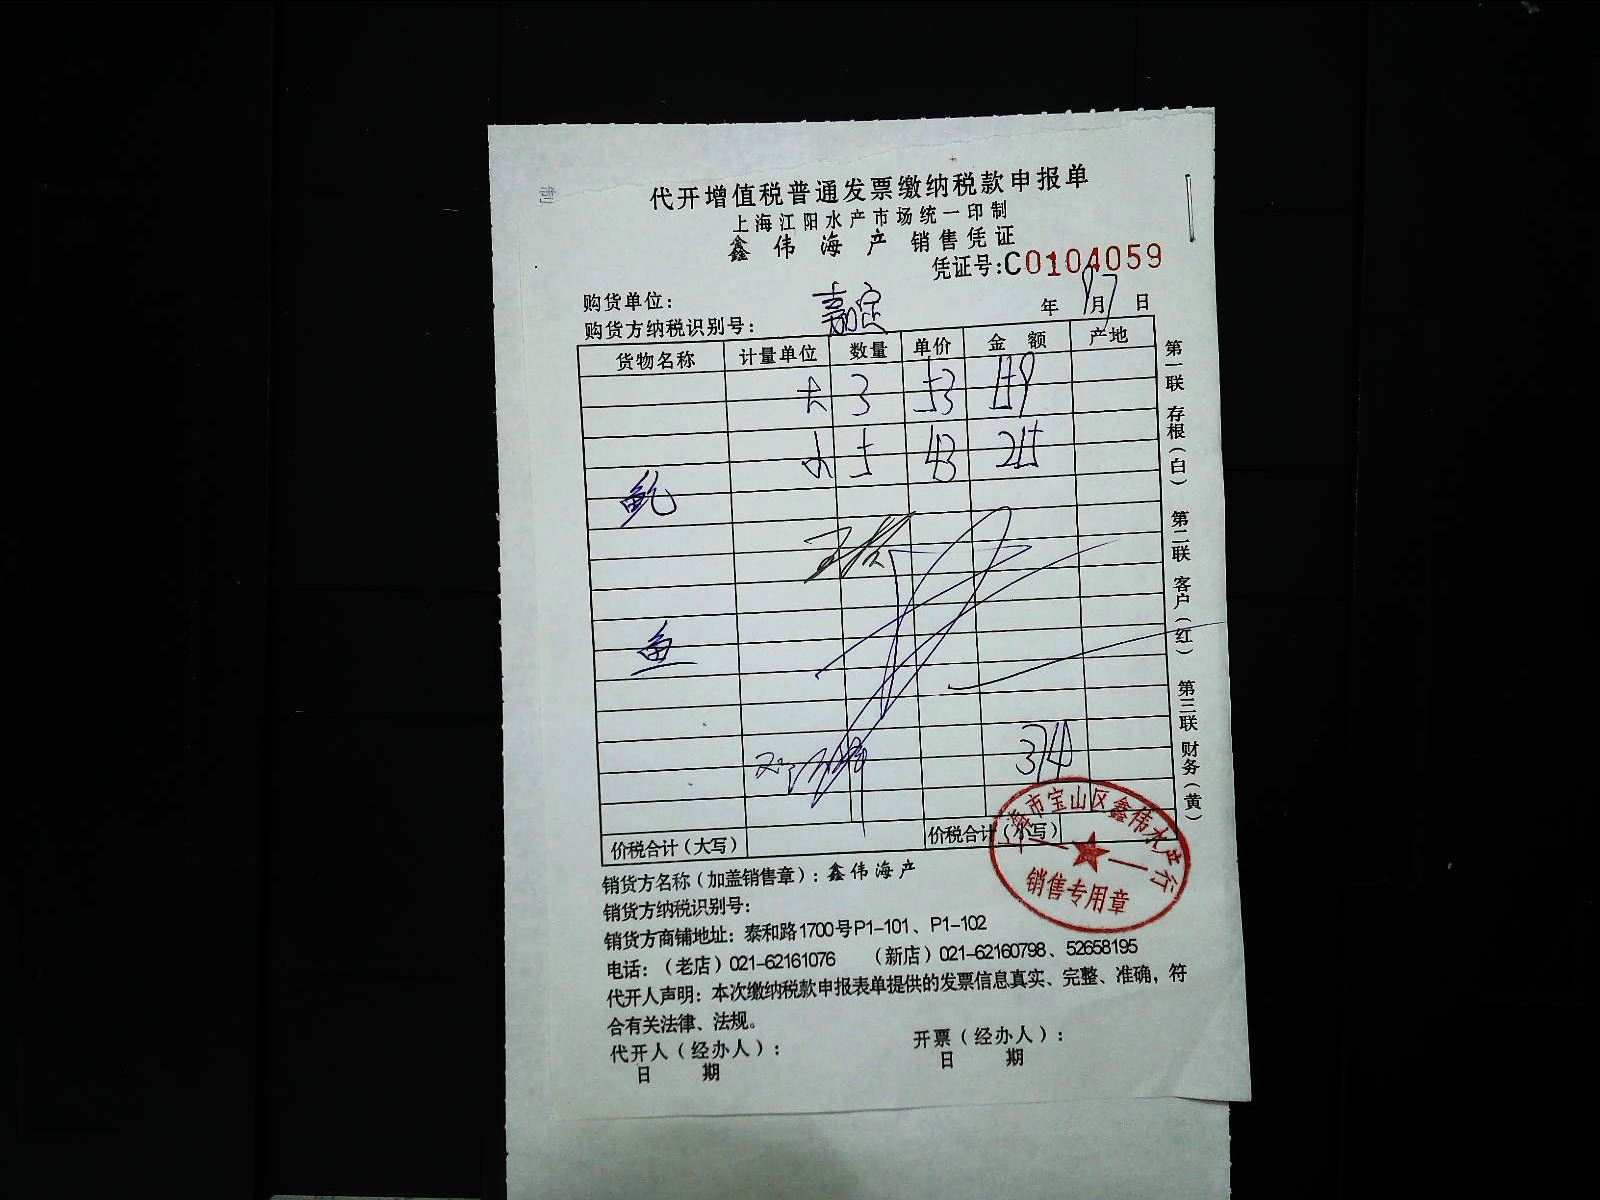 代开增值税普通发票缴纳税款申报单
上海江阳水产市场统一印制
鑫伟海产销售凭证
凭证号:C0104059
购货单位: 嘉定 年 9月7日
购货方纳税识别号:
货物名称 计量单位 数量 单价 金额 产地
大 3 53 159
小 5 43 215
鱿
鱼
374
价税合计(大写) 价税合计(小写)
销货方名称(加盖销售章): 鑫伟海产
销货方纳税识别号:
销货方商铺地址: 泰和路1700号P1-101、P1-102
电话:(老店)021-62161076 (新店)021-62160798、52658195
代开人声明: 本次缴纳税款申报表单提供的发票信息真实、完整、准确,符
合有关法律、法规。
代开人(经办人): 开票(经办人):
日期 日期
第一联 存根(白) 第二联 客户(红) 第三联 财务(黄)
上海市宝山区鑫伟水产行
销售专用章